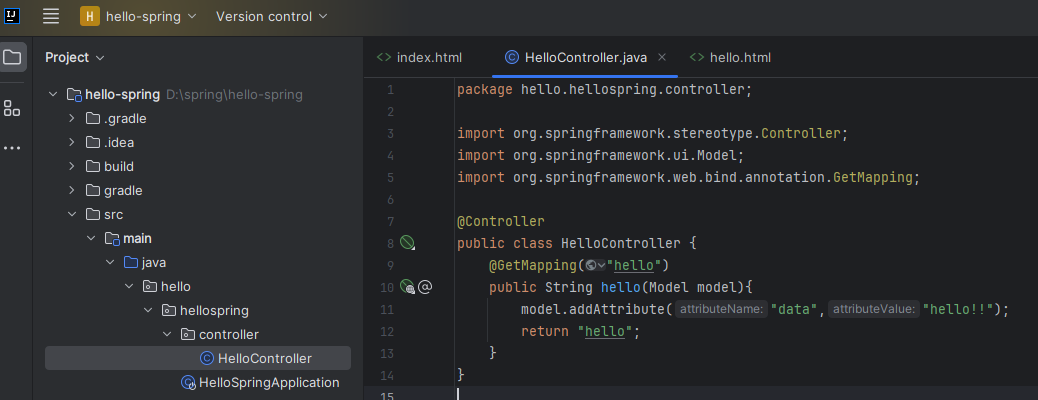 IJ
H hello-spring Version control
Project
index.html HelloController.java hello.html
hello-spring D:\spring\hello-spring
.gradle
.idea
build
gradle
src
main
java
hello
hellospring
controller
HelloController
HelloSpringApplication
1 package hello.hellospring.controller;
2
3 import org.springframework.stereotype.Controller;
4 import org.springframework.ui.Model;
5 import org.springframework.web.bind.annotation.GetMapping;
6
7 @Controller
8 public class HelloController {
9 @GetMapping("hello")
10 @ public String hello(Model model){
11 model.addAttribute( attributeName: "data", attributeValue: "hello!!");
12 return "hello";
13 }
14 }
15